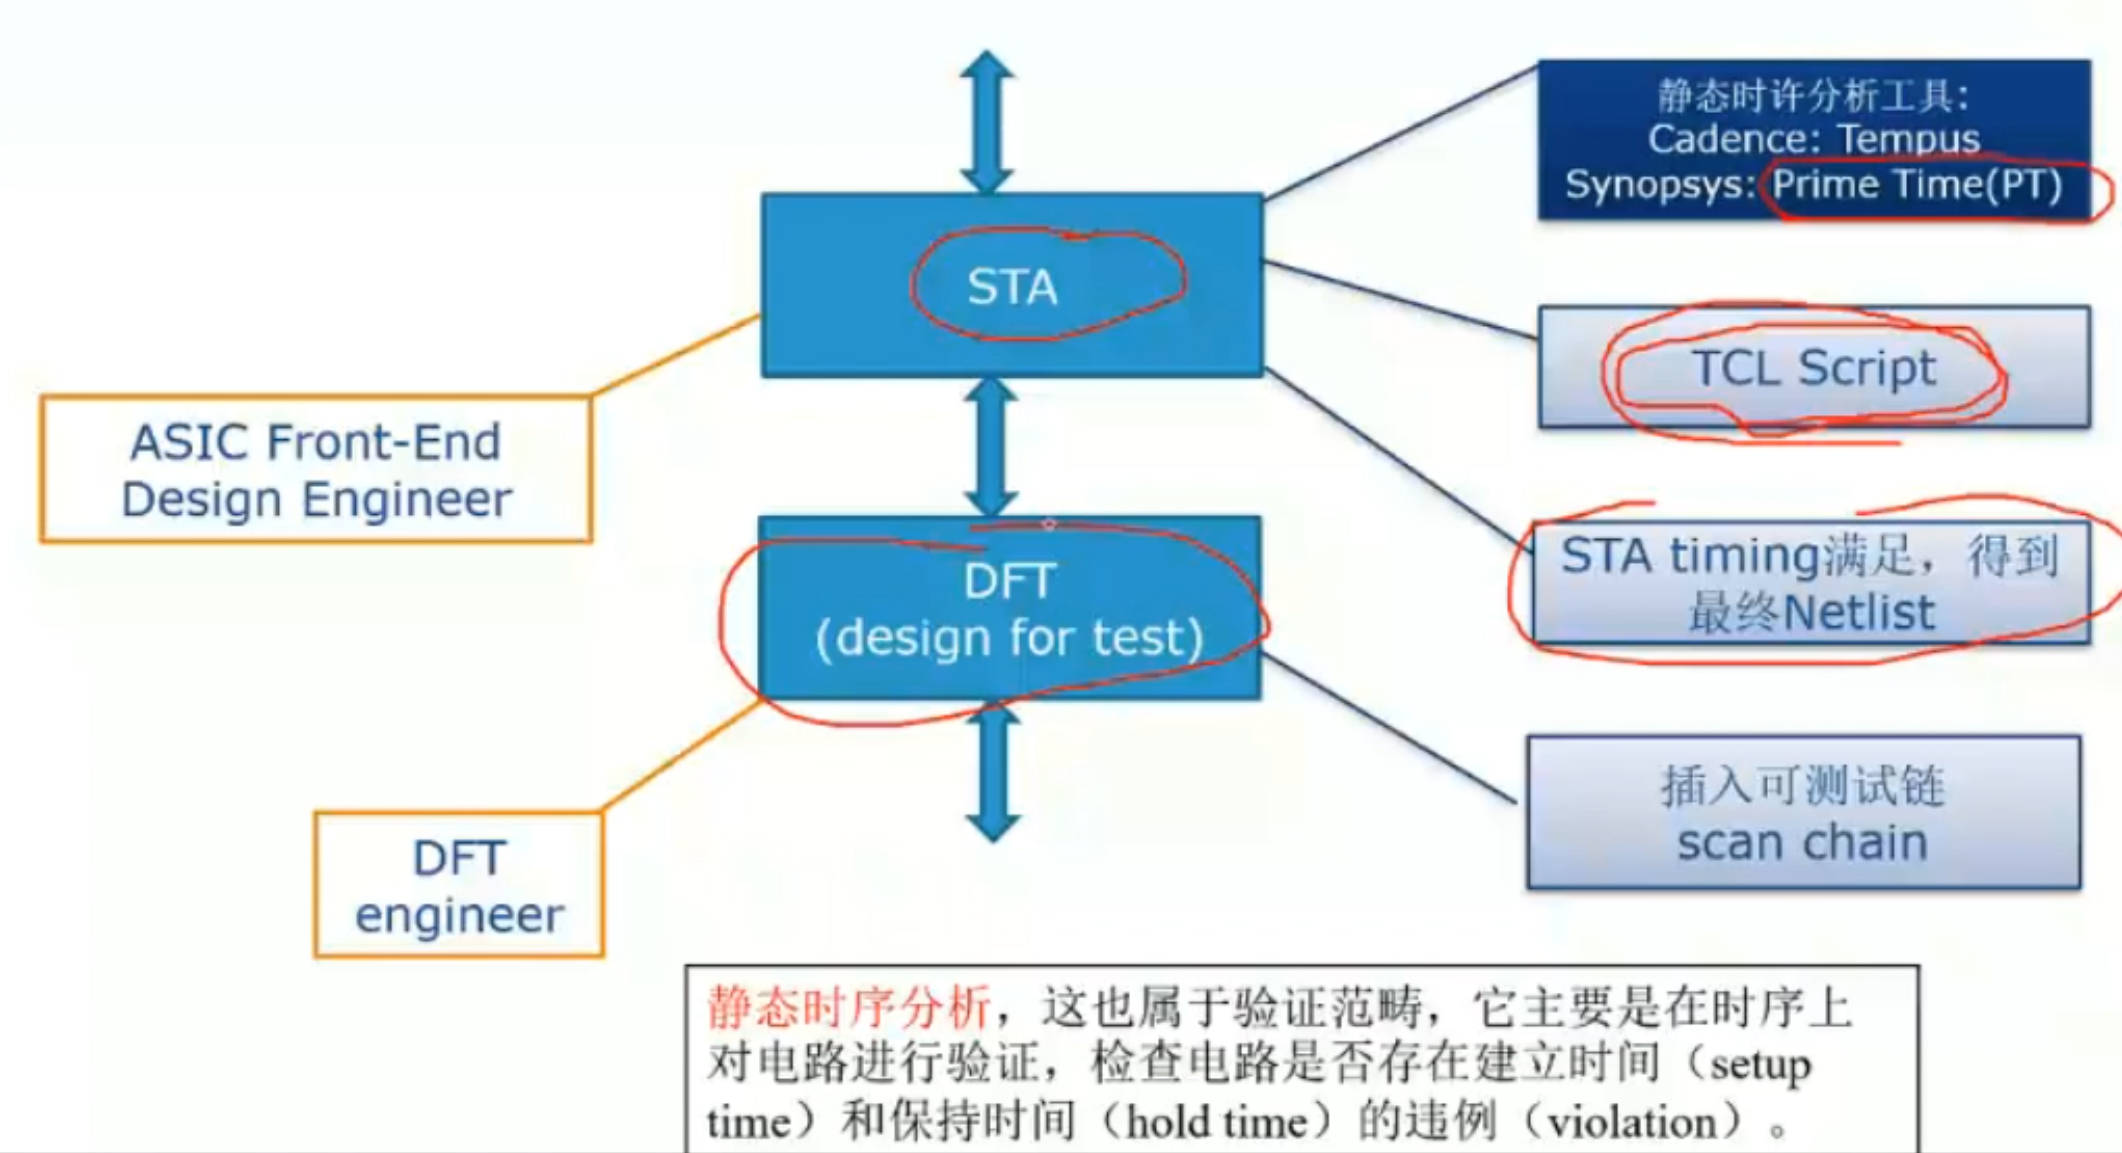 静态时许分析工具:
Cadence: Tempus
Synopsys: Prime Time(PT)
STA
TCL Script
ASIC Front-End
Design Engineer
STA timing满足，得到
最终Netlist
DFT
(design for test)
插入可测试链
scan chain
DFT
engineer
静态时序分析，这也属于验证范畴，它主要是在时序上
对电路进行验证，检查电路是否存在建立时间（setup
time）和保持时间（hold time）的违例（violation）。